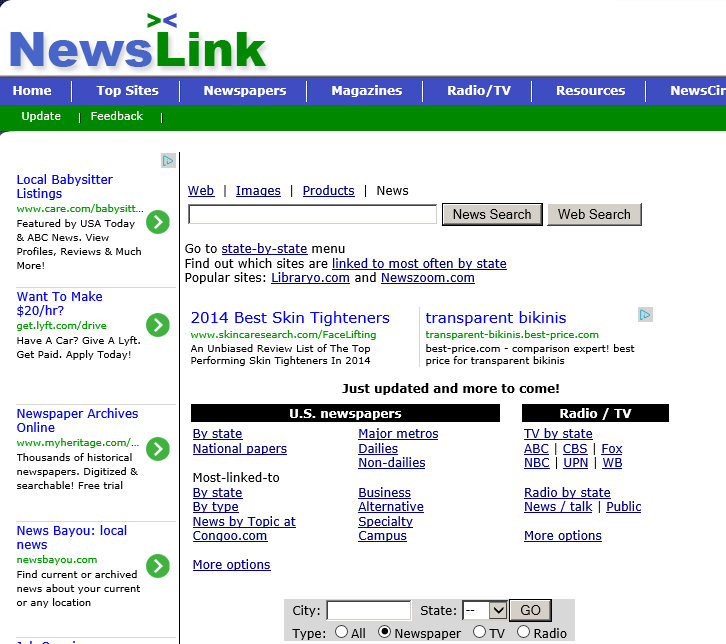 NewsLink
Home Top Sites Newspapers Magazines Radio/TV Resources NewsCir
Update | Feedback |
Local Babysitter
Listings
www.care.com/babysitt...
Featured by USA Today
& ABC News. View
Profiles, Reviews & Much
More!
Want To Make
$20/hr?
get.lyft.com/drive
Have A Car? Give A Lyft.
Get Paid. Apply Today!
Newspaper Archives
Online
www.myheritage.com/...
Thousands of historical
newspapers. Digitized &
searchable! Free trial
News Bayou: local
news
newsbayou.com
Find current or archived
news about your current
or any location
Web | Images | Products | News
News Search Web Search
Go to state-by-state menu
Find out which sites are linked to most often by state
Popular sites: Libraryo.com and Newszoom.com
2014 Best Skin Tighteners
www.skincaresearch.com/FaceLifting
An Unbiased Review List of The Top
Performing Skin Tighteners In 2014
transparent bikinis
transparent-bikinis.best-price.com
best-price.com - comparison expert! best
price for transparent bikinis
Just updated and more to come!
U.S. newspapers
By state
National papers
Major metros
Dailies
Non-dailies
Most-linked-to
By state
By type
News by Topic at
Congoo.com
Business
Alternative
Specialty
Campus
More options
Radio / TV
TV by state
ABC | CBS | Fox
NBC | UPN | WB
Radio by state
News / talk | Public
More options
City: State: -- GO
Type: All Newspaper TV Radio